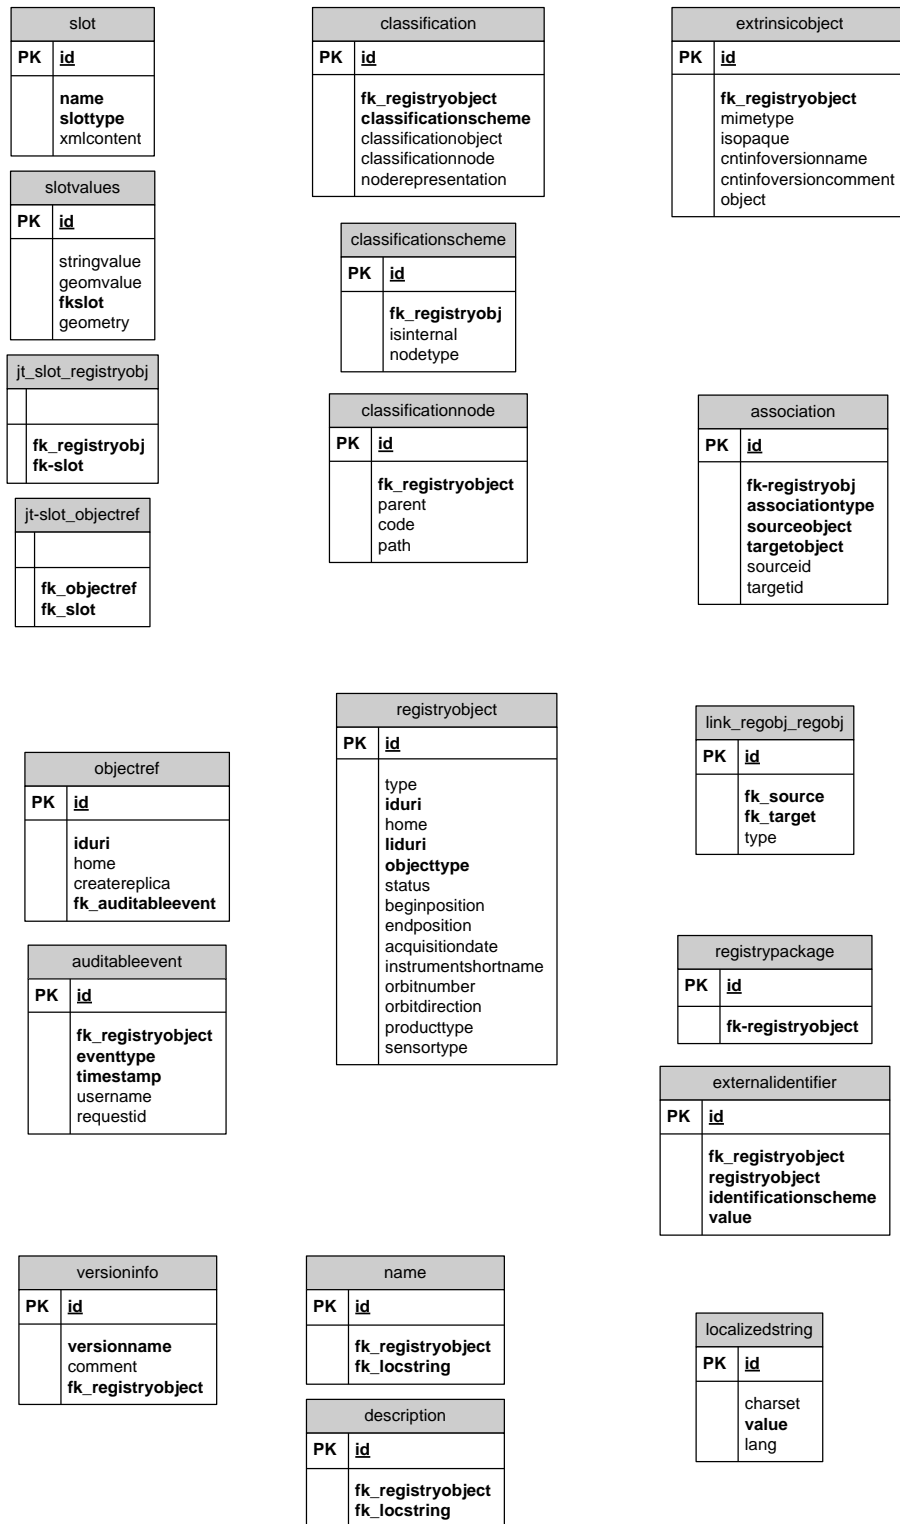 slot
PK id
name
slottype
xmlcontent
slotvalues
PK id
stringvalue
geomvalue
fkslot
geometry
jt_slot_registryobj
fk_registryobj
fk-slot
jt-slot_objectref
fk_objectref
fk_slot
classification
PK id
fk_registryobject
classificationscheme
classificationobject
classificationnode
noderepresentation
classificationscheme
PK id
fk_registryobj
isinternal
nodetype
classificationnode
PK id
fk_registryobject
parent
code
path
extrinsicobject
PK id
fk_registryobject
mimetype
isopaque
cntinfoversionname
cntinfoversioncomment
object
association
PK id
fk-registryobj
associationtype
sourceobject
targetobject
sourceid
targetid
objectref
PK id
iduri
home
createreplica
fk_auditableevent
auditableevent
PK id
fk_registryobject
eventtype
timestamp
username
requestid
registryobject
PK id
type
iduri
home
liduri
objecttype
status
beginposition
endposition
acquisitiondate
instrumentshortname
orbitnumber
orbitdirection
producttype
sensortype
link_regobj_regobj
PK id
fk_source
fk_target
type
registrypackage
PK id
fk-registryobject
externalidentifier
PK id
fk_registryobject
registryobject
identificationscheme
value
versioninfo
PK id
versionname
comment
fk_registryobject
name
PK id
fk_registryobject
fk_locstring
description
PK id
fk_registryobject
fk_locstring
localizedstring
PK id
charset
value
lang